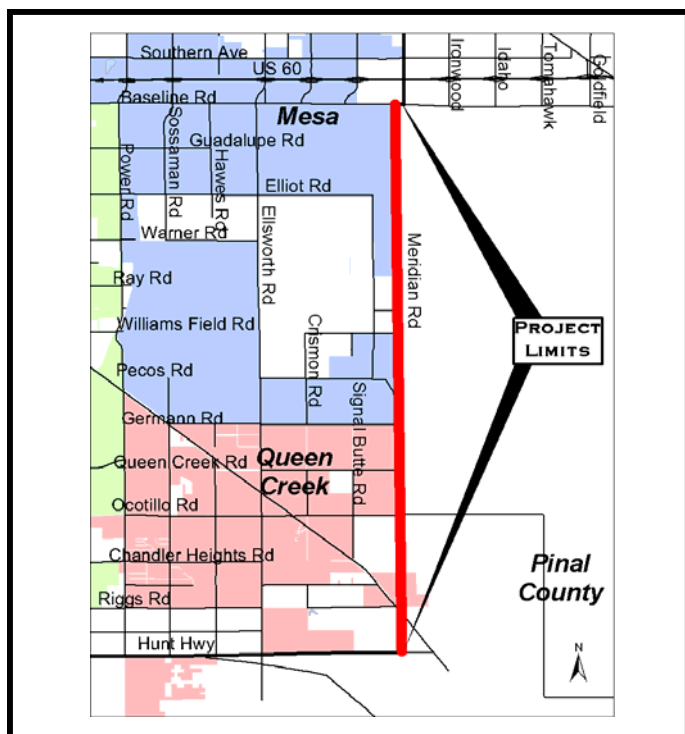 Southern Ave
US 60
Baseline Rd
Mesa
Ironwood
Idaho
Tomahawk
Goldfield
Power Rd
Sossaman Rd
Hawes Rd
Guadalupe Rd
Elliot Rd
Warner Rd
Ellsworth Rd
Meridian Rd
Ray Rd
Williams Field Rd
Crismon Rd
PROJECT
LIMITS
Pecos Rd
Signal Butte Rd
Germann Rd
Queen Creek Rd
Queen
Creek
Ocotillo Rd
Chandler Heights Rd
Pinal
County
Riggs Rd
Hunt Hwy
N